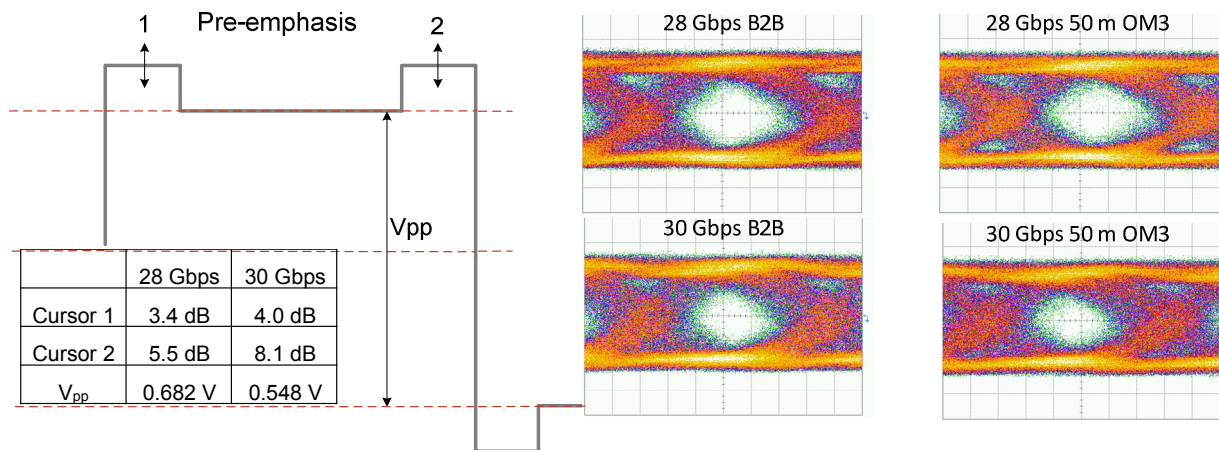 Pre-emphasis
1
2
Vpp
28 Gbps 30 Gbps
Cursor 1 3.4 dB 4.0 dB
Cursor 2 5.5 dB 8.1 dB
Vpp 0.682 V 0.548 V
28 Gbps B2B
28 Gbps 50 m OM3
30 Gbps B2B
30 Gbps 50 m OM3